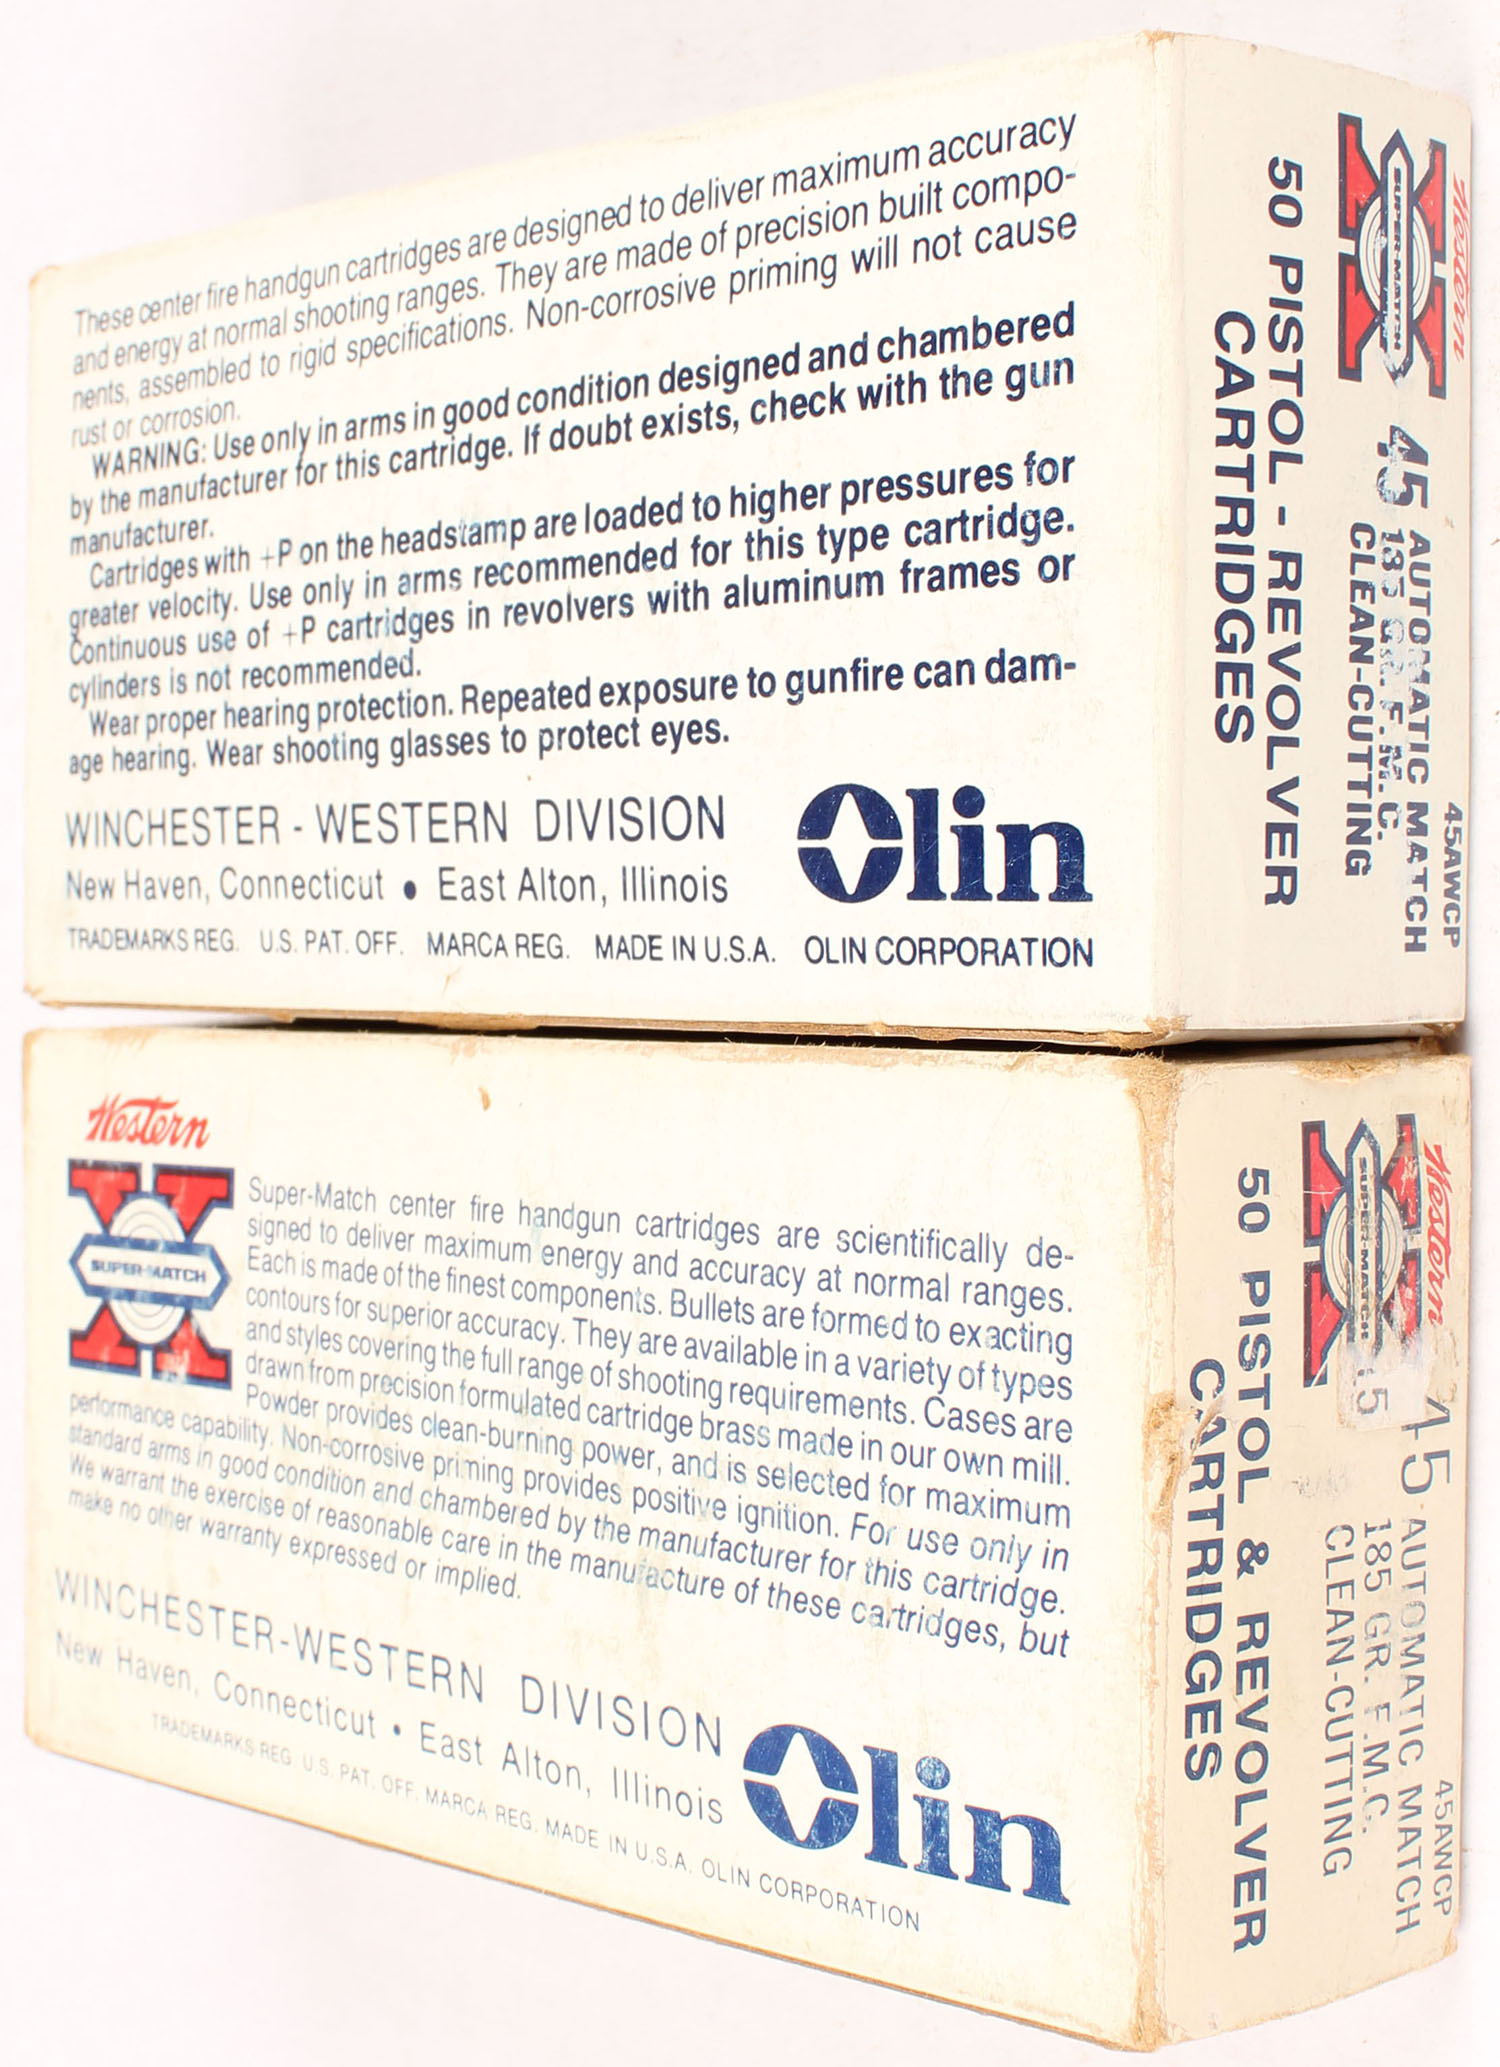 These center fire handgun cartridges are designed to deliver maximum accuracy
and energy at normal shooting ranges. They are made of precision built compo-
nents, assembled to rigid specifications. Non-corrosive priming will not cause
rust or corrosion.
WARNING: Use only in arms in good condition designed and chambered
by the manufacturer for this cartridge. If doubt exists, check with the gun
manufacturer.
Cartridges with +P on the headstamp are loaded to higher pressures for
greater velocity. Use only in arms recommended for this type cartridge.
Continuous use of +P cartridges in revolvers with aluminum frames or
cylinders is not recommended.
Wear proper hearing protection. Repeated exposure to gunfire can dam-
age hearing. Wear shooting glasses to protect eyes.
WINCHESTER - WESTERN DIVISION
New Haven, Connecticut • East Alton, Illinois
Olin
TRADEMARKS REG. U.S. PAT. OFF. MARCA REG. MADE IN U.S.A. OLIN CORPORATION
Western
X
SUPER-MATCH
45AWCP
45 AUTOMATIC MATCH
185 GR. F.M.C.
CLEAN-CUTTING
50 PISTOL - REVOLVER
CARTRIDGES
Western
X
SUPER-MATCH
Super-Match center fire handgun cartridges are scientifically de-
signed to deliver maximum energy and accuracy at normal ranges.
Each is made of the finest components. Bullets are formed to exacting
contours for superior accuracy. They are available in a variety of types
and styles covering the full range of shooting requirements. Cases are
drawn from precision formulated cartridge brass made in our own mill.
Powder provides clean-burning power, and is selected for maximum
performance capability. Non-corrosive priming provides positive ignition. For use only in
standard arms in good condition and chambered by the manufacturer for this cartridge.
We warrant the exercise of reasonable care in the manufacture of these cartridges, but
make no other warranty expressed or implied.
WINCHESTER-WESTERN DIVISION
New Haven, Connecticut • East Alton, Illinois
Olin
TRADEMARKS REG. U.S. PAT. OFF. MARCA REG. MADE IN U.S.A. OLIN CORPORATION
Western
X
SUPER-MATCH
45AWCP
45 AUTOMATIC MATCH
185 GR. F.M.C.
CLEAN-CUTTING
50 PISTOL & REVOLVER
CARTRIDGES